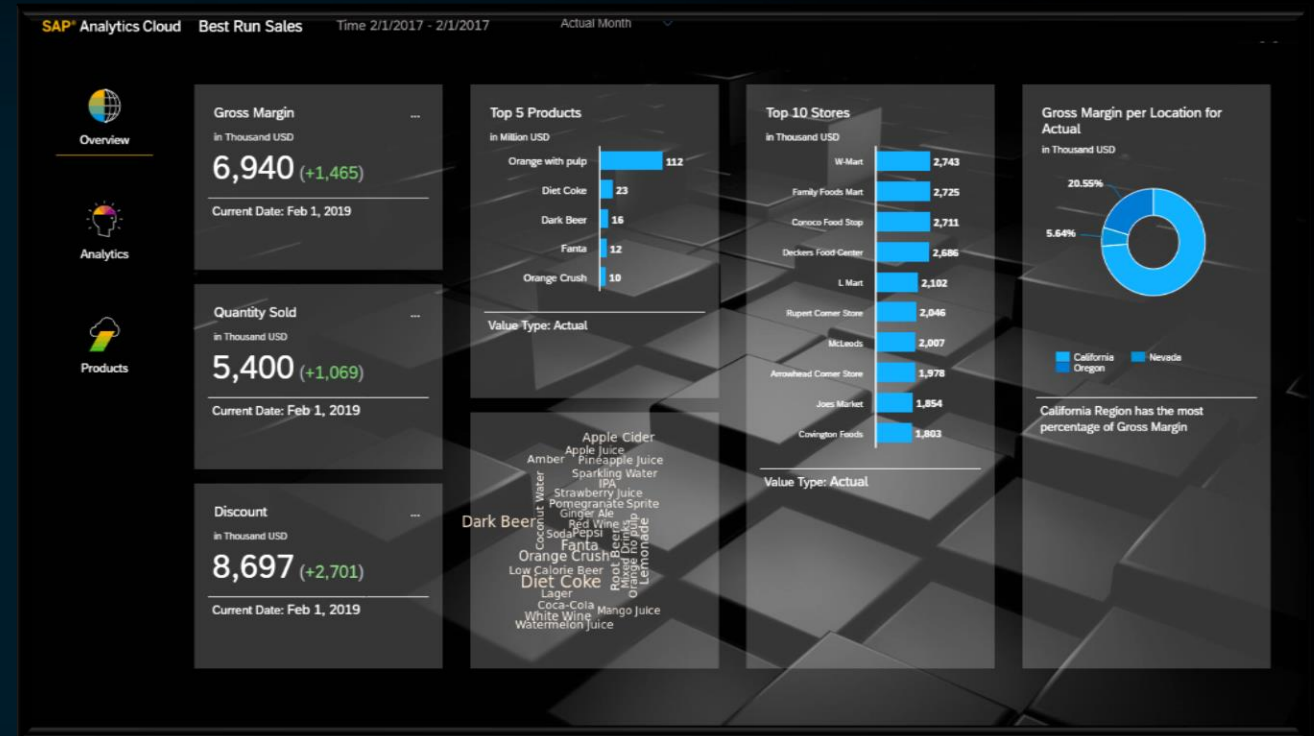 SAP® Analytics Cloud Best Run Sales Time 2/1/2017 - 2/1/2017 Actual Month
Overview
Analytics
Products
Gross Margin ...
in Thousand USD
6,940 (+1,465)
Current Date: Feb 1, 2019
Quantity Sold ...
in Thousand USD
5,400 (+1,069)
Current Date: Feb 1, 2019
Discount ...
in Thousand USD
8,697 (+2,701)
Current Date: Feb 1, 2019
Top 5 Products
in Million USD
Orange with pulp 112
Diet Coke 23
Dark Beer 16
Fanta 12
Orange Crush 10
Value Type: Actual
Apple Cider
Apple Juice
Amber Pineapple Juice
Sparkling Water
IPA
Strawberry Juice
Pomegranate Sprite
Coconut Water
Ginger Ale
Dark Beer
Red Wine
Soda Pepsi
Fanta
Orange Crush
Root Beer
Mixed Drinks
Orange no pulp
Lemonade
Low Calorie Beer
Diet Coke
Lager
Coca-Cola
Mango Juice
White Wine
Watermelon Juice
Top 10 Stores
in Thousand USD
W-Mart 2,743
Family Foods Mart 2,725
Conoco Food Stop 2,711
Deckers Food Center 2,686
L Mart 2,102
Rupert Corner Store 2,046
McLeods 2,007
Arrowhead Corner Store 1,978
Joes Market 1,854
Covington Foods 1,803
Value Type: Actual
Gross Margin per Location for
Actual
in Thousand USD
20.55%
5.64%
California Nevada
Oregon
California Region has the most
percentage of Gross Margin